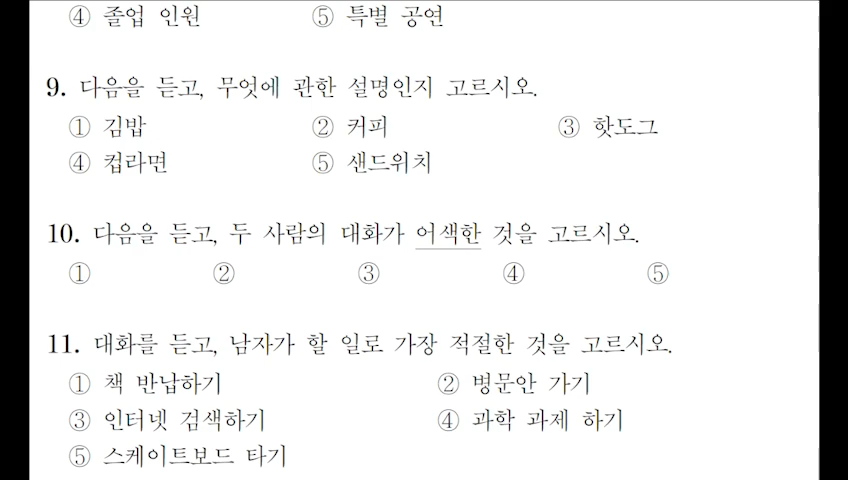 ④ 졸업 인원 ⑤ 특별 공연
9. 다음을 듣고, 무엇에 관한 설명인지 고르시오.
① 김밥 ② 커피 ③ 핫도그
④ 컵라면 ⑤ 샌드위치
10. 다음을 듣고, 두 사람의 대화가 어색한 것을 고르시오.
① ② ③ ④ ⑤
11. 대화를 듣고, 남자가 할 일로 가장 적절한 것을 고르시오.
① 책 반납하기 ② 병문안 가기
③ 인터넷 검색하기 ④ 과학 과제 하기
⑤ 스케이트보드 타기